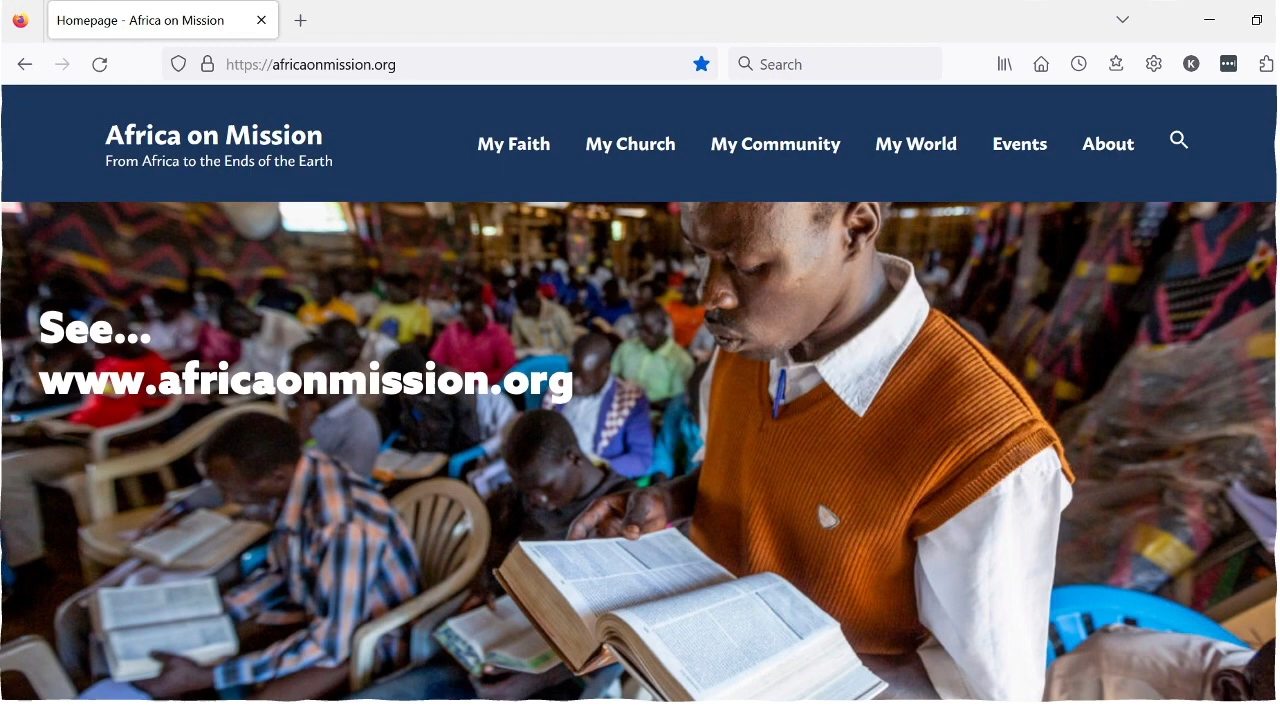 Homepage - Africa on Mission
https://africaonmission.org
Search
K
Africa on Mission
From Africa to the Ends of the Earth
My Faith
My Church
My Community
My World
Events
About
See...
www.africaonmission.org